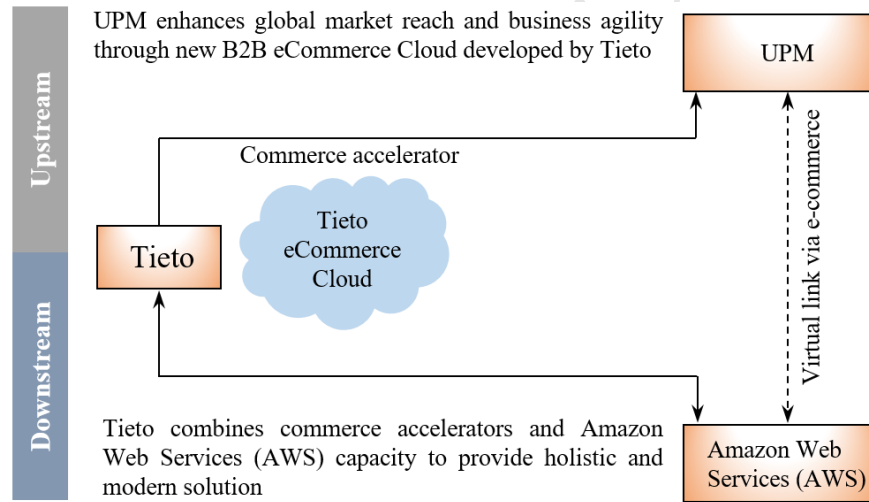 UPM enhances global market reach and business agility
through new B2B eCommerce Cloud developed by Tieto
UPM
Upstream
Commerce accelerator
Tieto
eCommerce
Cloud
Tieto
Virtual link via e-commerce
Downstream
Tieto combines commerce accelerators and Amazon
Web Services (AWS) capacity to provide holistic and
modern solution
Amazon Web
Services (AWS)